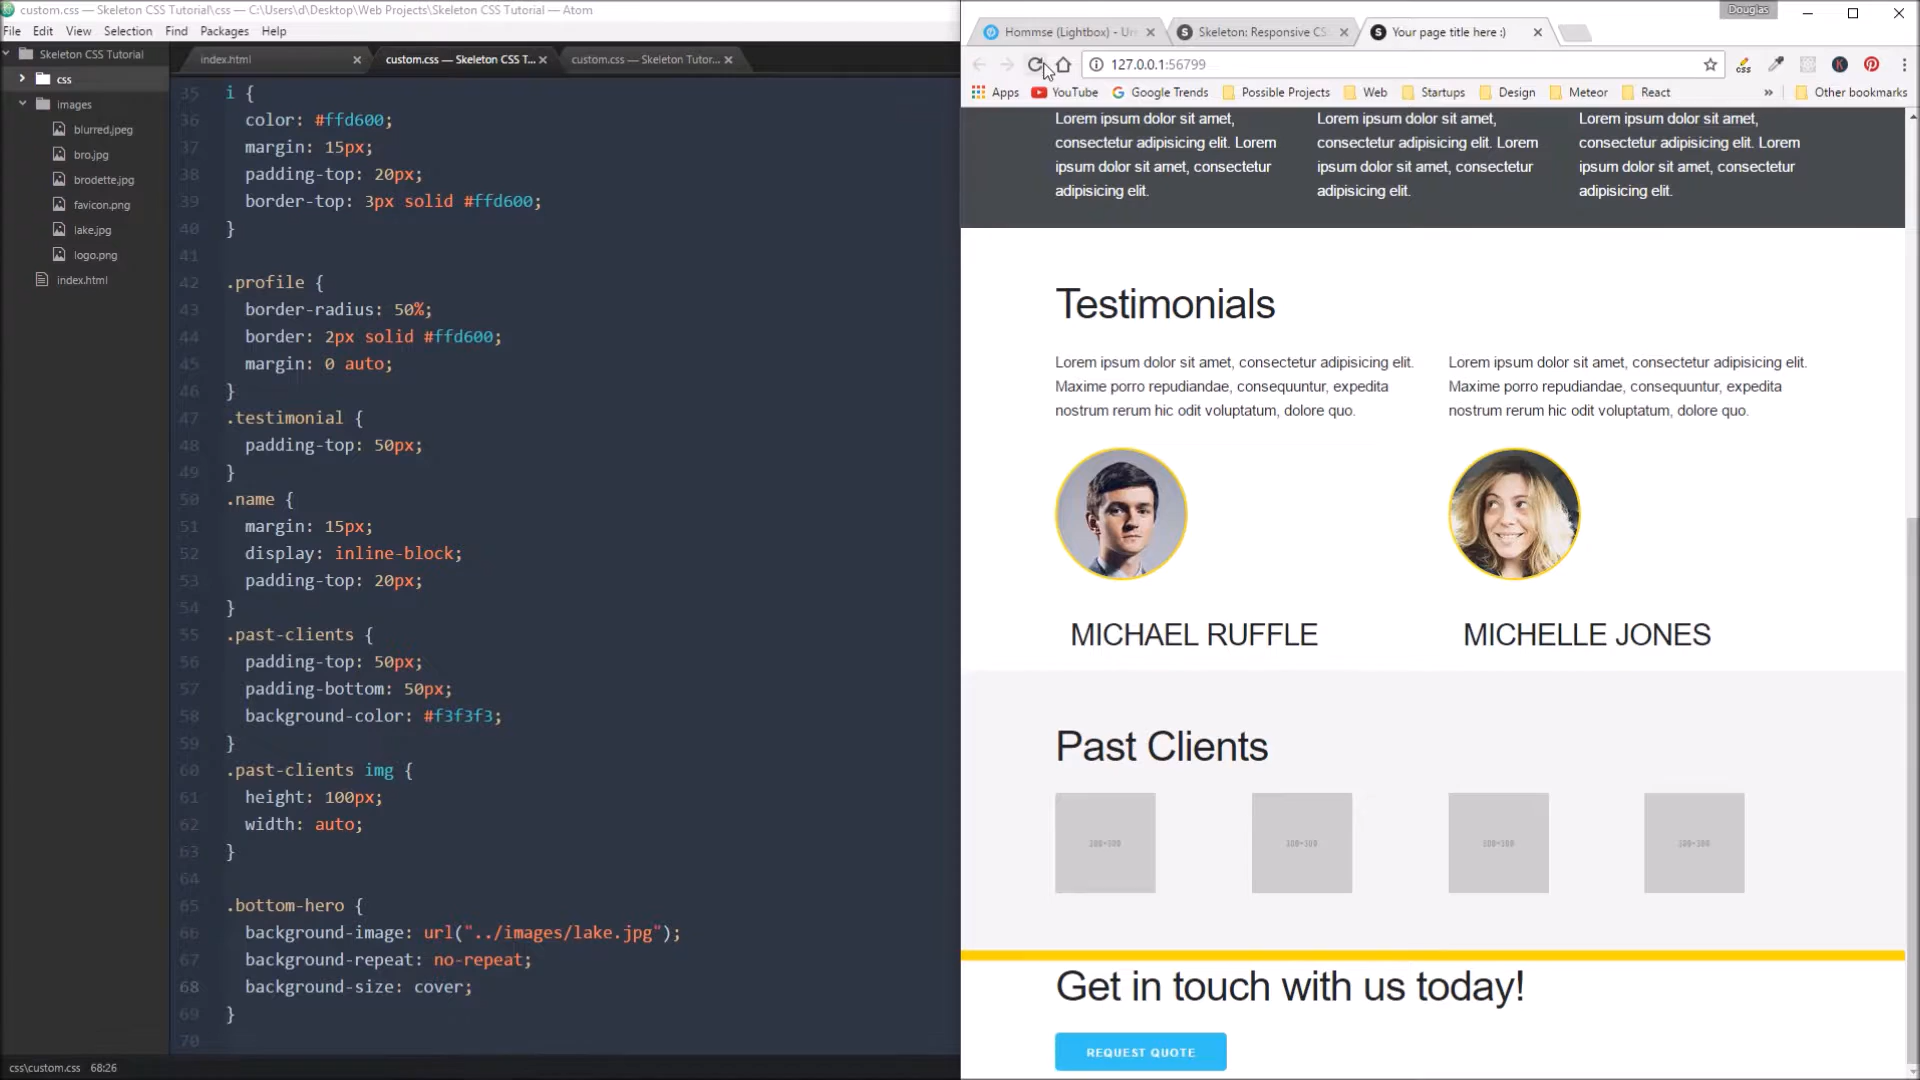 custom.css — Skeleton CSS Tutorial\css — C:\Users\d\Desktop\Web Projects\Skeleton CSS Tutorial — Atom
File Edit View Selection Find Packages Help
Skeleton CSS Tutorial
css
images
blurred.jpeg
bro.jpg
brodette.jpg
favicon.png
lake.jpg
logo.png
index.html
index.html
custom.css — Skeleton CSS T...
custom.css — Skeleton Tutor...
35 i {
36 color: #ffd600;
37 margin: 15px;
38 padding-top: 20px;
39 border-top: 3px solid #ffd600;
40 }
41
42 .profile {
43 border-radius: 50%;
44 border: 2px solid #ffd600;
45 margin: 0 auto;
46 }
47 .testimonial {
48 padding-top: 50px;
49 }
50 .name {
51 margin: 15px;
52 display: inline-block;
53 padding-top: 20px;
54 }
55 .past-clients {
56 padding-top: 50px;
57 padding-bottom: 50px;
58 background-color: #f3f3f3;
59 }
60 .past-clients img {
61 height: 100px;
62 width: auto;
63 }
64
65 .bottom-hero {
66 background-image: url("../images/lake.jpg");
67 background-repeat: no-repeat;
68 background-size: cover;
69 }
70
css\custom.css 68:26
Douglas
Hommse (Lightbox) - Un
Skeleton: Responsive CS
Your page title here :)
127.0.0.1:56799
Apps YouTube Google Trends Possible Projects Web Startups Design Meteor React » Other bookmarks
Lorem ipsum dolor sit amet,
consectetur adipisicing elit. Lorem
ipsum dolor sit amet, consectetur
adipisicing elit.
Lorem ipsum dolor sit amet,
consectetur adipisicing elit. Lorem
ipsum dolor sit amet, consectetur
adipisicing elit.
Lorem ipsum dolor sit amet,
consectetur adipisicing elit. Lorem
ipsum dolor sit amet, consectetur
adipisicing elit.
Testimonials
Lorem ipsum dolor sit amet, consectetur adipisicing elit.
Maxime porro repudiandae, consequuntur, expedita
nostrum rerum hic odit voluptatum, dolore quo.
Lorem ipsum dolor sit amet, consectetur adipisicing elit.
Maxime porro repudiandae, consequuntur, expedita
nostrum rerum hic odit voluptatum, dolore quo.
MICHAEL RUFFLE
MICHELLE JONES
Past Clients
Get in touch with us today!
REQUEST QUOTE